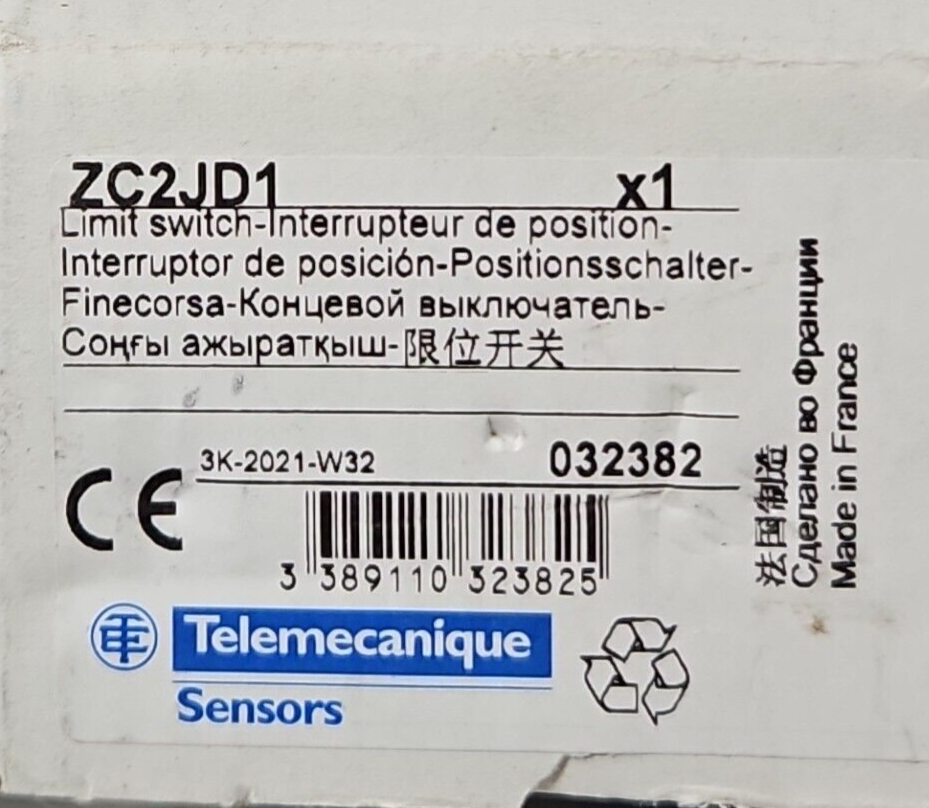 ZC2JD1 x1
Limit switch-Interrupteur de position-
Interruptor de posición-Positionsschalter-
Finecorsa-Концевой выключатель-
Соңғы ажыратқыш-限位开关
3K-2021-W32 032382
CE
3 389110 323825
Telemecanique
Sensors
法国制造
Сделано во Франции
Made in France